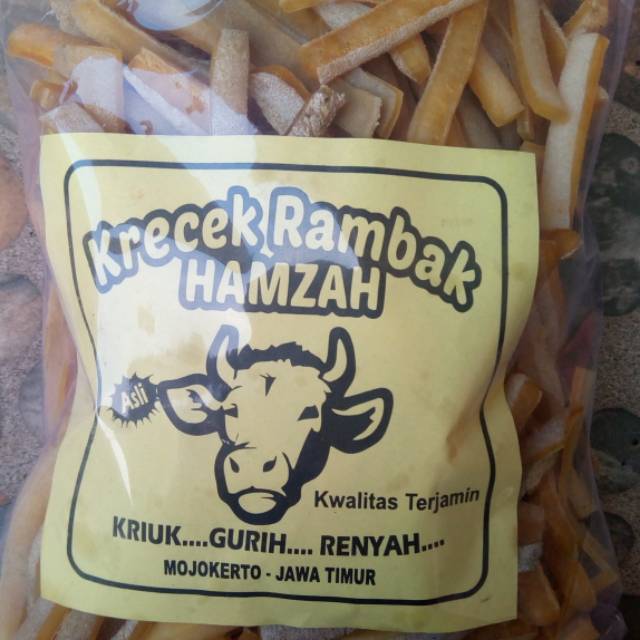 Krecek Rambak
HAMZAH
Asli
Kwalitas Terjamin
KRIUK....GURIH.... RENYAH....
MOJOKERTO - JAWA TIMUR